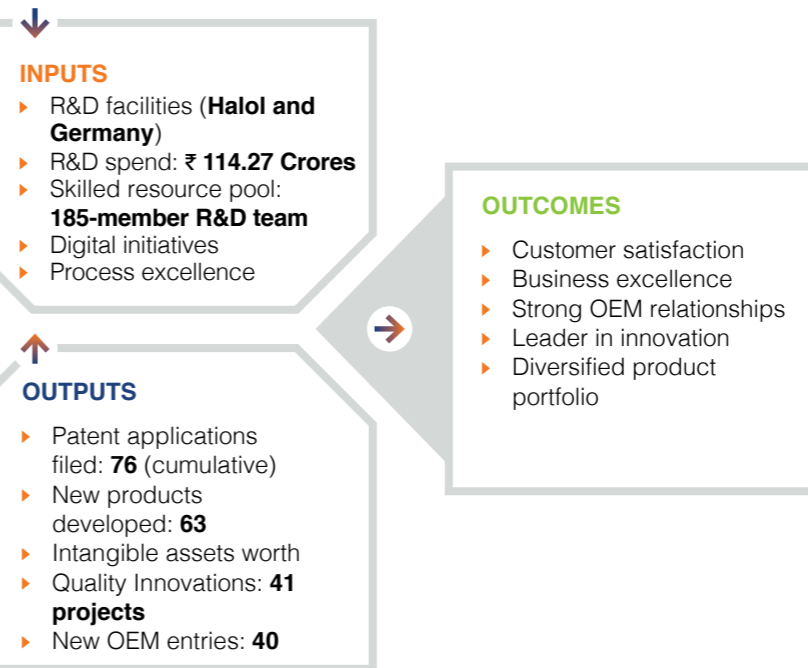 INPUTS
R&D facilities (Halol and
Germany)
R&D spend: ₹ 114.27 Crores
Skilled resource pool:
185-member R&D team
Digital initiatives
Process excellence
OUTPUTS
Patent applications
filed: 76 (cumulative)
New products
developed: 63
Intangible assets worth
Quality Innovations: 41
projects
New OEM entries: 40
OUTCOMES
Customer satisfaction
Business excellence
Strong OEM relationships
Leader in innovation
Diversified product
portfolio